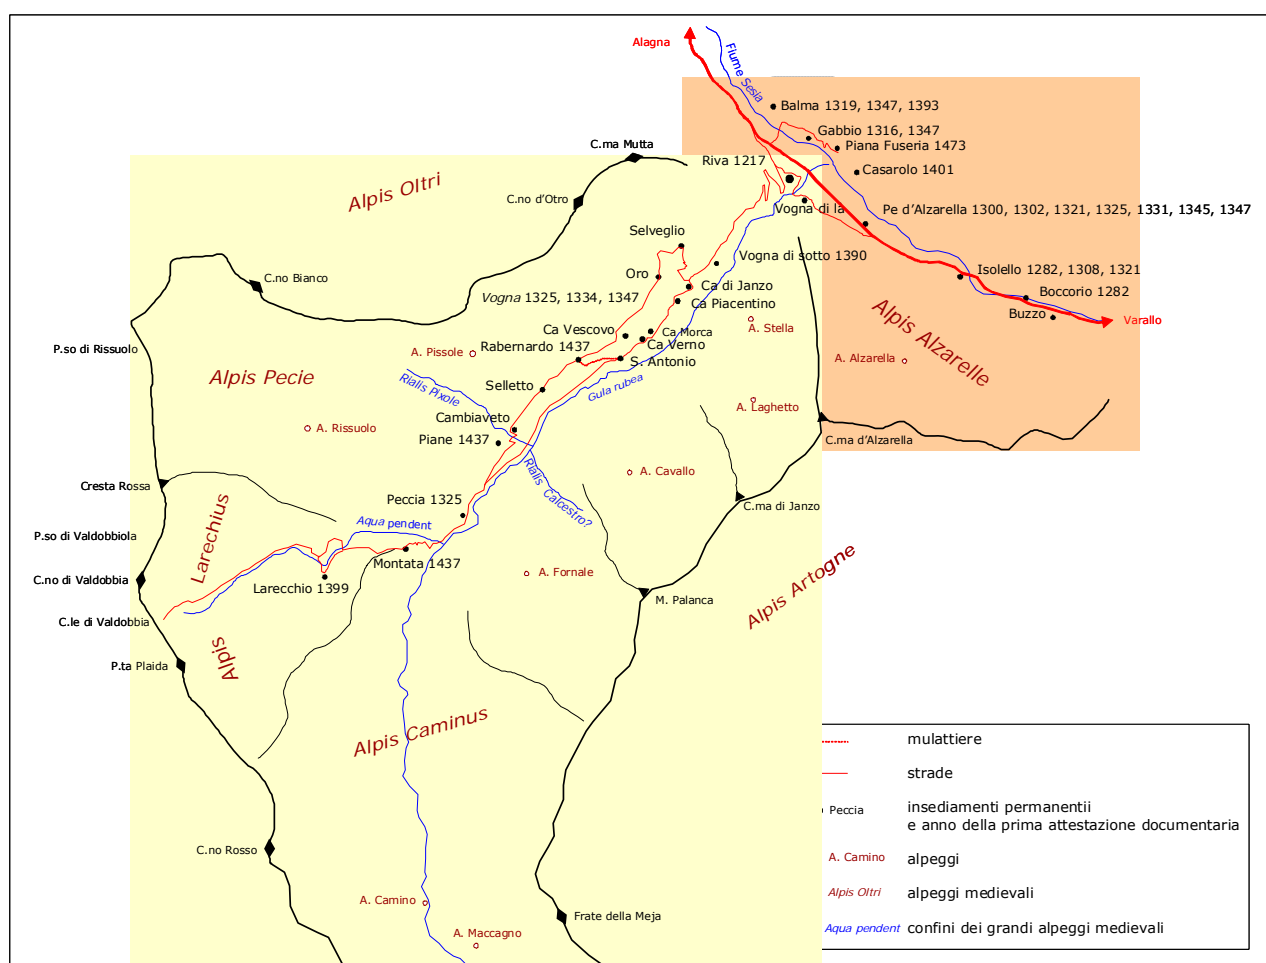 Alagna
Fiume Sesia
Balma 1319, 1347, 1393
Gabbio 1316, 1347
Piana Fuseria 1473
C.ma Mutta
Riva 1217
Casarolo 1401
Alpis Oltri
C.no d'Otro
Vogna di la
Pe d'Alzarella 1300, 1302, 1321, 1325, 1331, 1345, 1347
Selveglio
Vogna di sotto 1390
Oro
Isolello 1282, 1308, 1321
C.no Bianco
Ca di Janzo
Boccorio 1282
Vogna 1325, 1334, 1347
Ca Piacentino
Buzzo
Varallo
Alpis Alzarelle
A. Stella
Ca Vescovo
Ca Morca
Ca Verno
P.so di Rissuolo
A. Pissole
Rabernardo 1437
S. Antonio
A. Alzarella
Alpis Pecie
Rialis Pixole
Selletto
Gula rubea
A. Laghetto
Cambiaveto
A. Rissuolo
Piane 1437
C.ma d'Alzarella
Rialis Calcestro?
A. Cavallo
Cresta Rossa
Peccia 1325
C.ma di Janzo
Larechius
Aqua pendent
P.so di Valdobbiola
Montata 1437
C.no di Valdobbia
Larecchio 1399
A. Fornale
Alpis Artogne
M. Palanca
C.le di Valdobbia
Alpis
P.ta Plaida
Alpis Caminus
C.no Rosso
A. Camino
Frate della Meja
A. Maccagno
mulattiere
strade
Peccia
insediamenti permanentii
e anno della prima attestazione documentaria
A. Camino
alpeggi
Alpis Oltri
alpeggi medievali
Aqua pendent
confini dei grandi alpeggi medievali